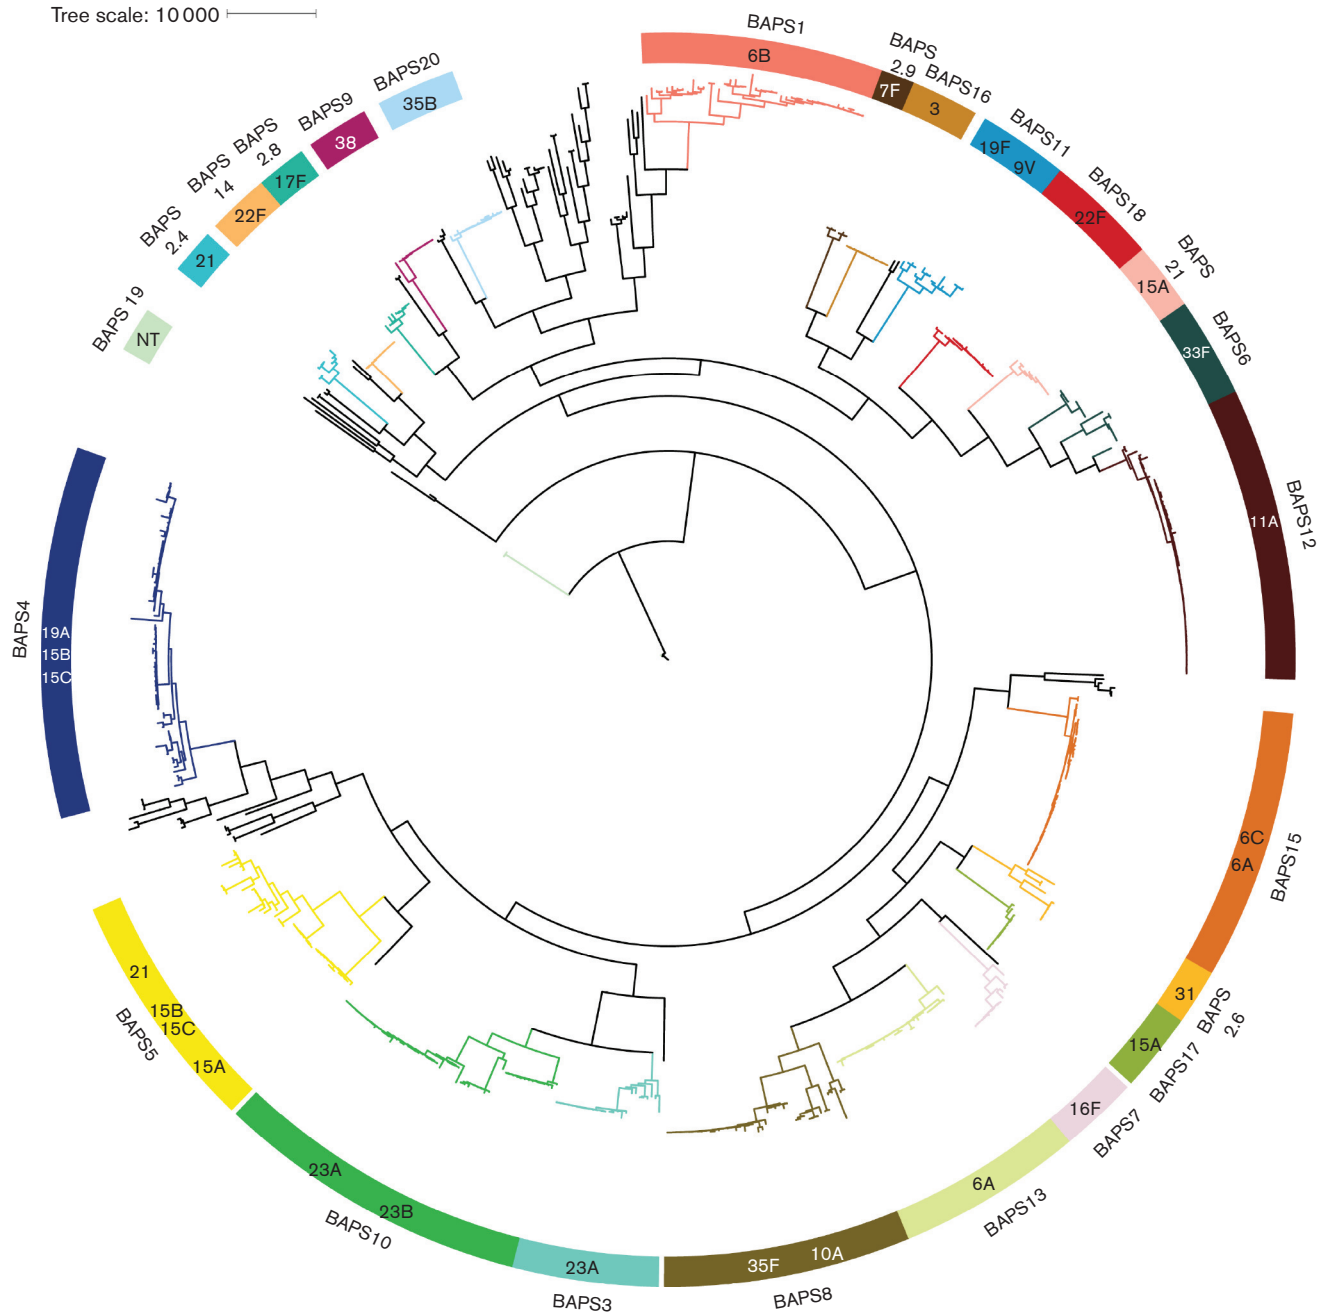 Tree scale: 10 000
BAPS1
6B
BAPS
2.9
7F
BAPS16
3
BAPS11
19F
9V
BAPS18
22F
BAPS
21
15A
BAPS6
33F
BAPS12
11A
BAPS15
6C
6A
BAPS
2.6
31
BAPS17
15A
BAPS7
16F
BAPS13
6A
BAPS8
10A
35F
BAPS3
23A
BAPS10
23B
23A
BAPS5
15A
15C
15B
21
BAPS4
19A
15B
15C
BAPS 19
NT
BAPS
2.4
21
BAPS
14
22F
BAPS
2.8
17F
BAPS9
38
BAPS20
35B